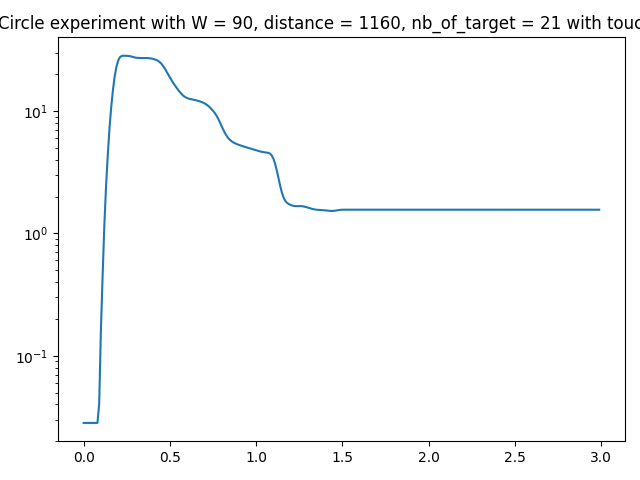 Circle experiment with W = 90, distance = 1160, nb_of_target = 21 with touc
10¹
10⁰
10⁻¹
0.0 0.5 1.0 1.5 2.0 2.5 3.0